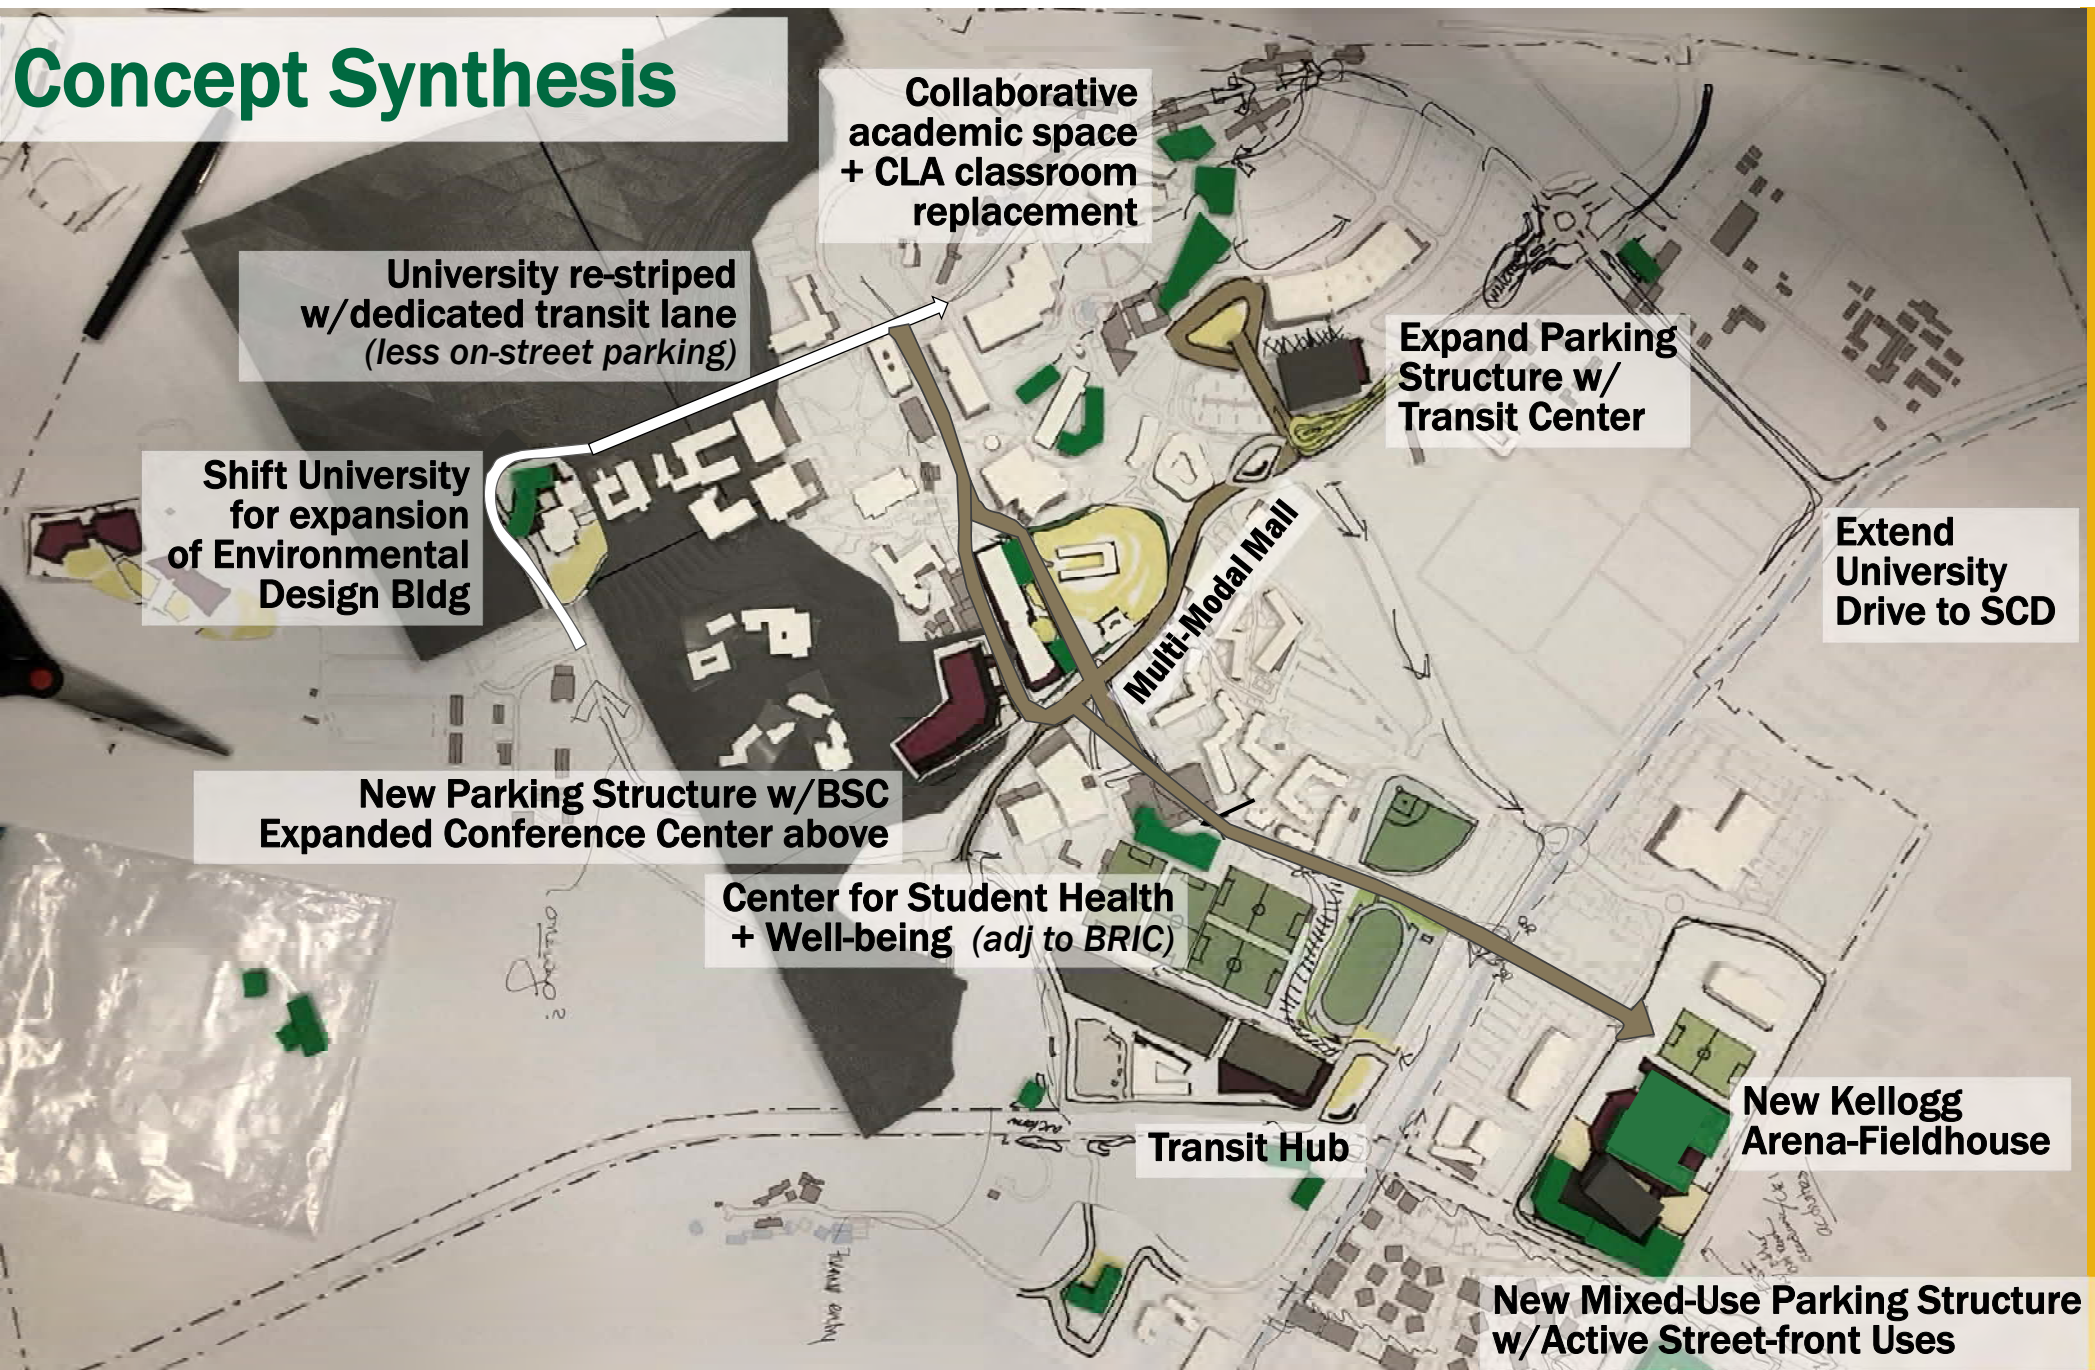 Concept Synthesis
Collaborative
academic space
+ CLA classroom
replacement
University re-striped
w/dedicated transit lane
(less on-street parking)
Expand Parking
Structure w/
Transit Center
Shift University
for expansion
of Environmental
Design Bldg
Extend
University
Drive to SCD
Multi-Modal Mall
New Parking Structure w/BSC
Expanded Conference Center above
Center for Student Health
+ Well-being (adj to BRIC)
New Kellogg
Arena-Fieldhouse
Transit Hub
New Mixed-Use Parking Structure
w/Active Street-front Uses